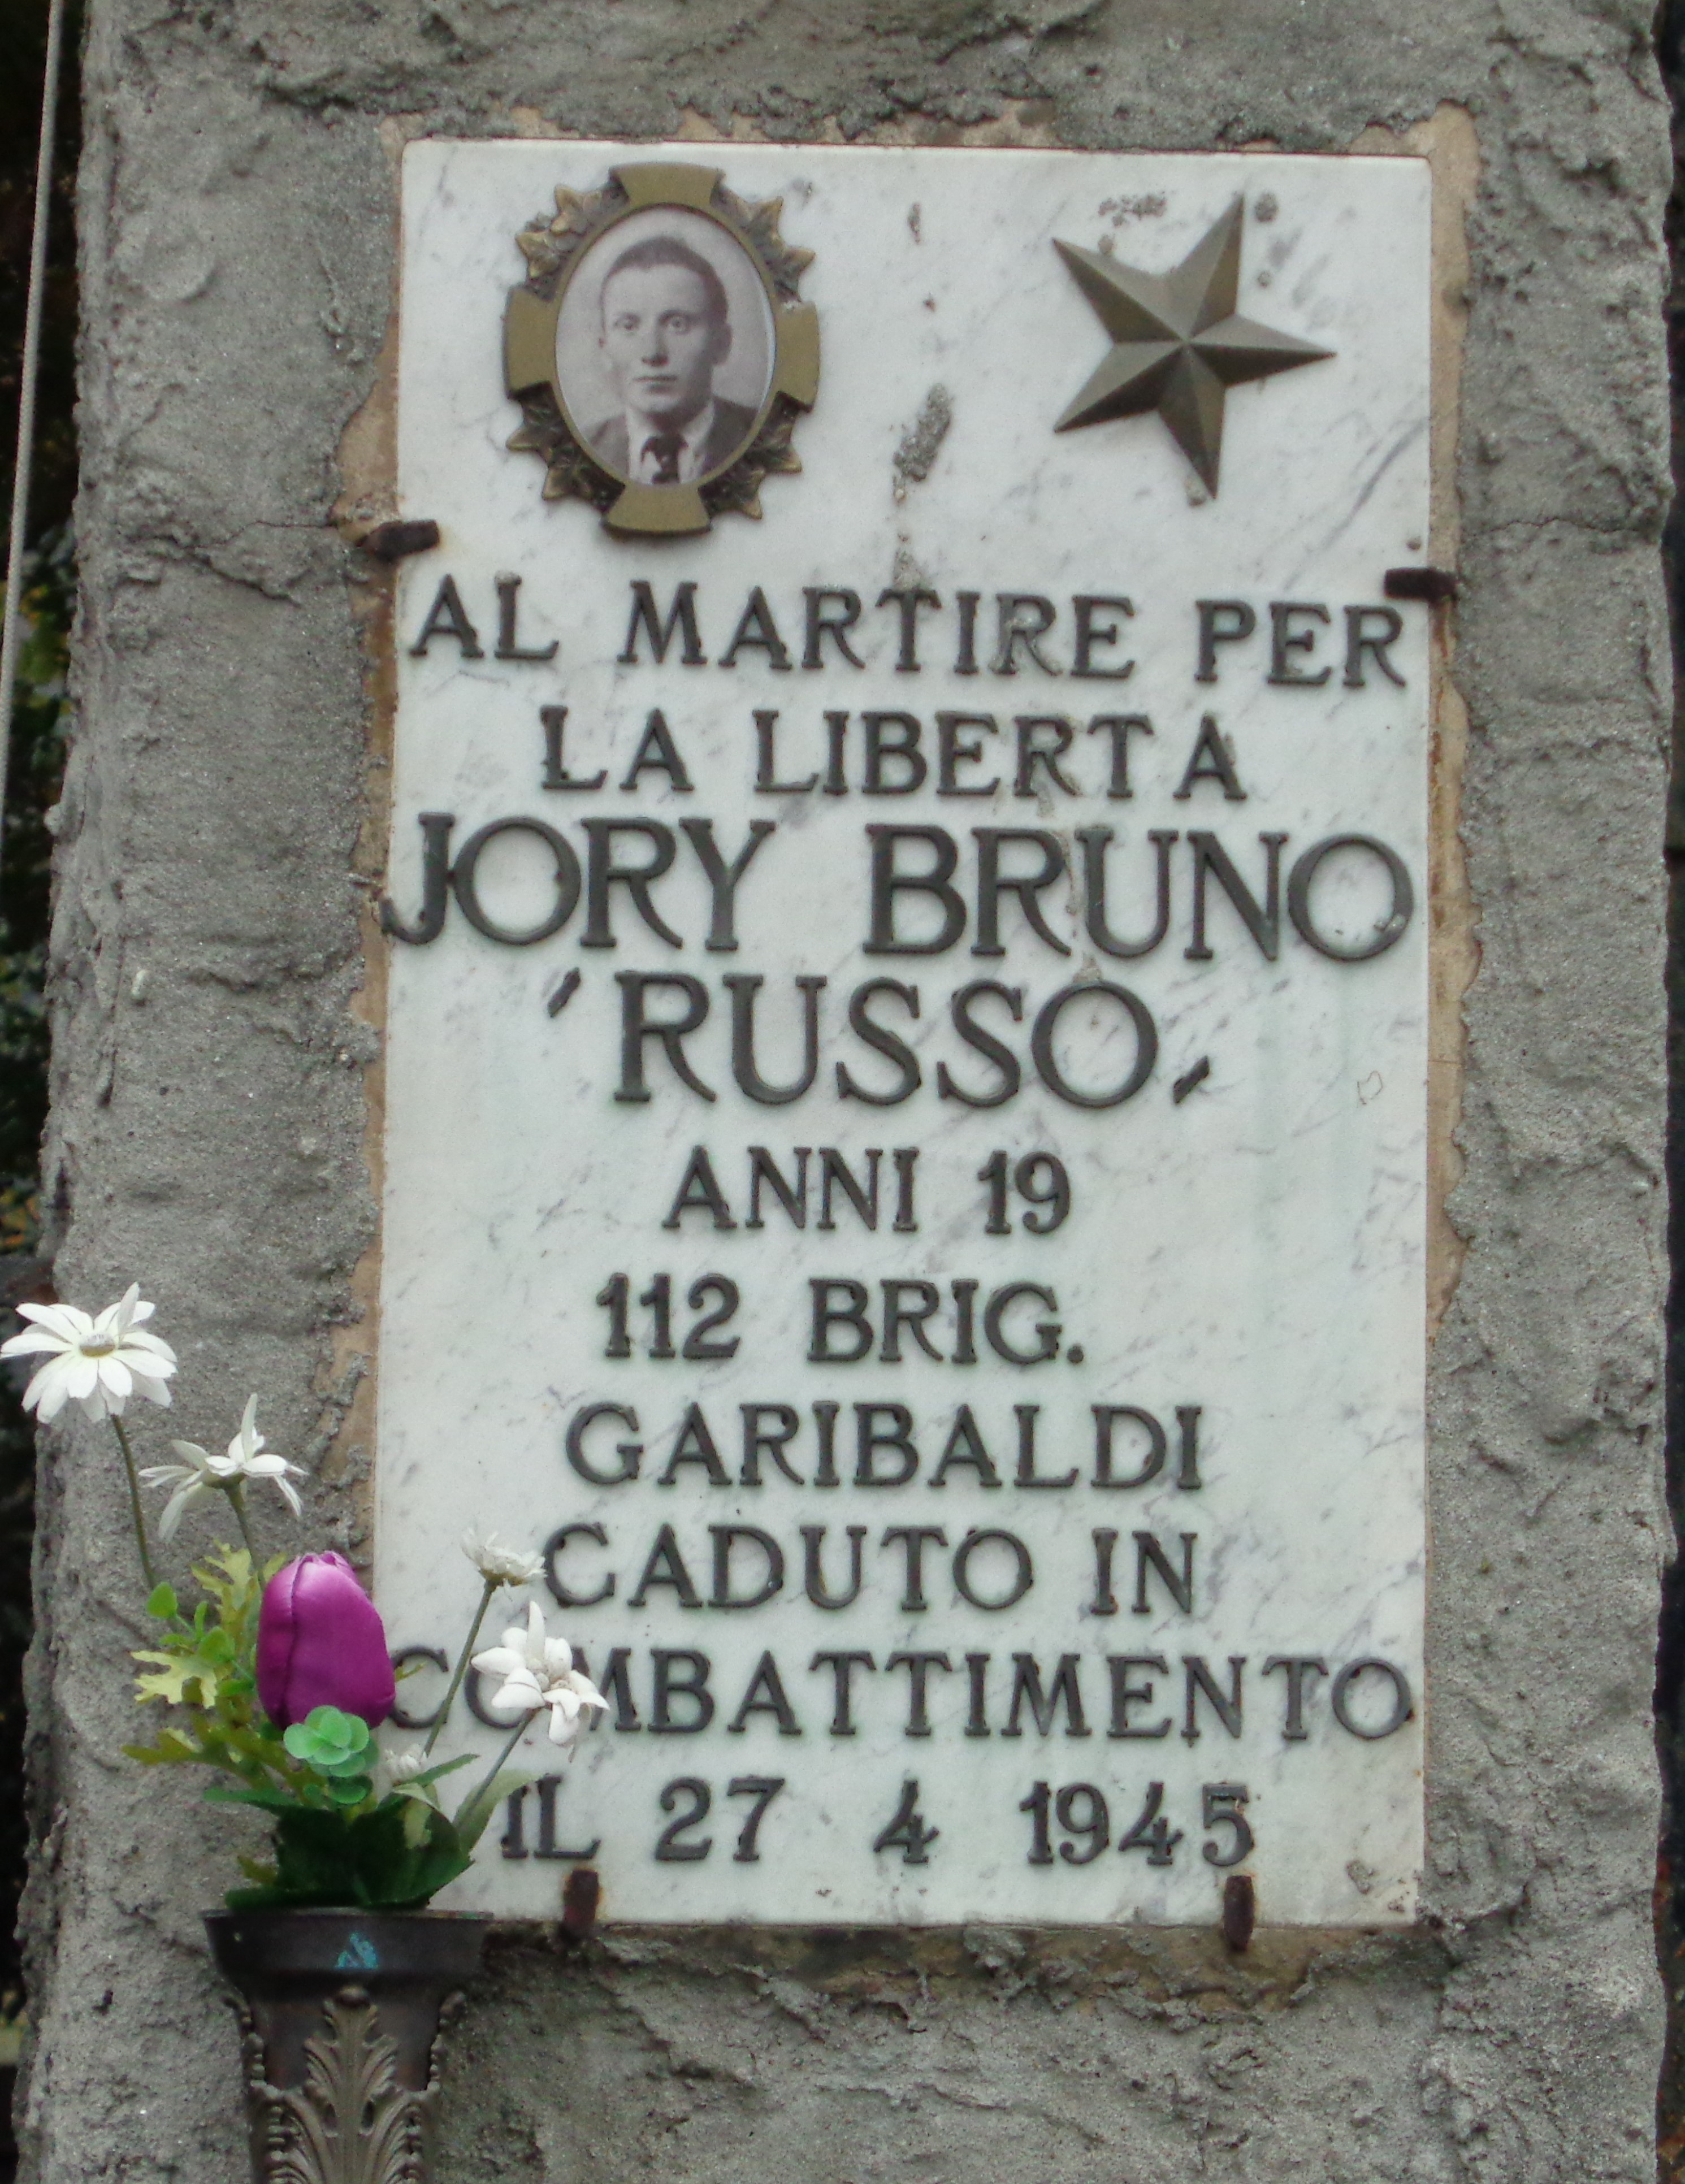 AL MARTIRE PER
LA LIBERTA
JORY BRUNO
′RUSSO′
ANNI 19
112 BRIG.
GARIBALDI
CADUTO IN
COMBATTIMENTO
IL 27 4 1945